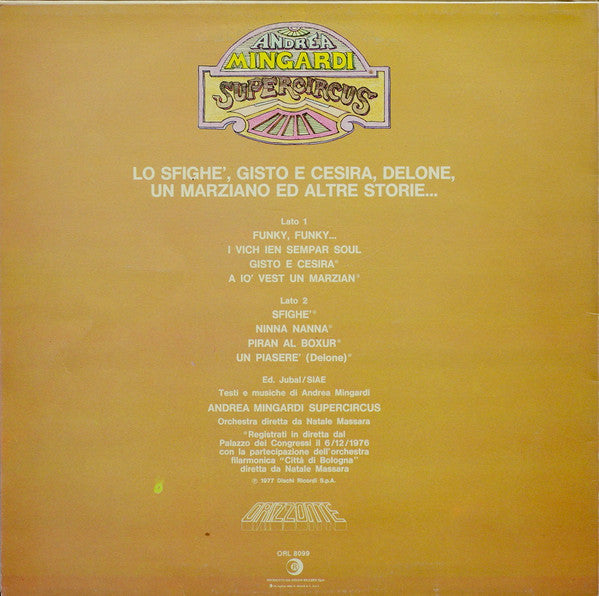 ANDREA
MINGARDI
SUPERCIRCUS
LO SFIGHE', GISTO E CESIRA, DELONE,
UN MARZIANO ED ALTRE STORIE...
Lato 1
FUNKY, FUNKY...
I VICH IEN SEMPAR SOUL
GISTO E CESIRA*
A IO' VEST UN MARZIAN*
Lato 2
SFIGHE'*
NINNA NANNA*
PIRAN AL BOXUR*
UN PIASERE' (Delone)*
Ed. Jubal/SIAE
Testi e musiche di Andrea Mingardi
ANDREA MINGARDI SUPERCIRCUS
Orchestra diretta da Natale Massara
*Registrati in diretta dal
Palazzo dei Congressi il 6/12/1976
con la partecipazione dell'orchestra
filarmonica "Città di Bologna"
diretta da Natale Massara
℗ 1977 Dischi Ricordi S.p.A.
ORIZZONTE
ORL 8099
R